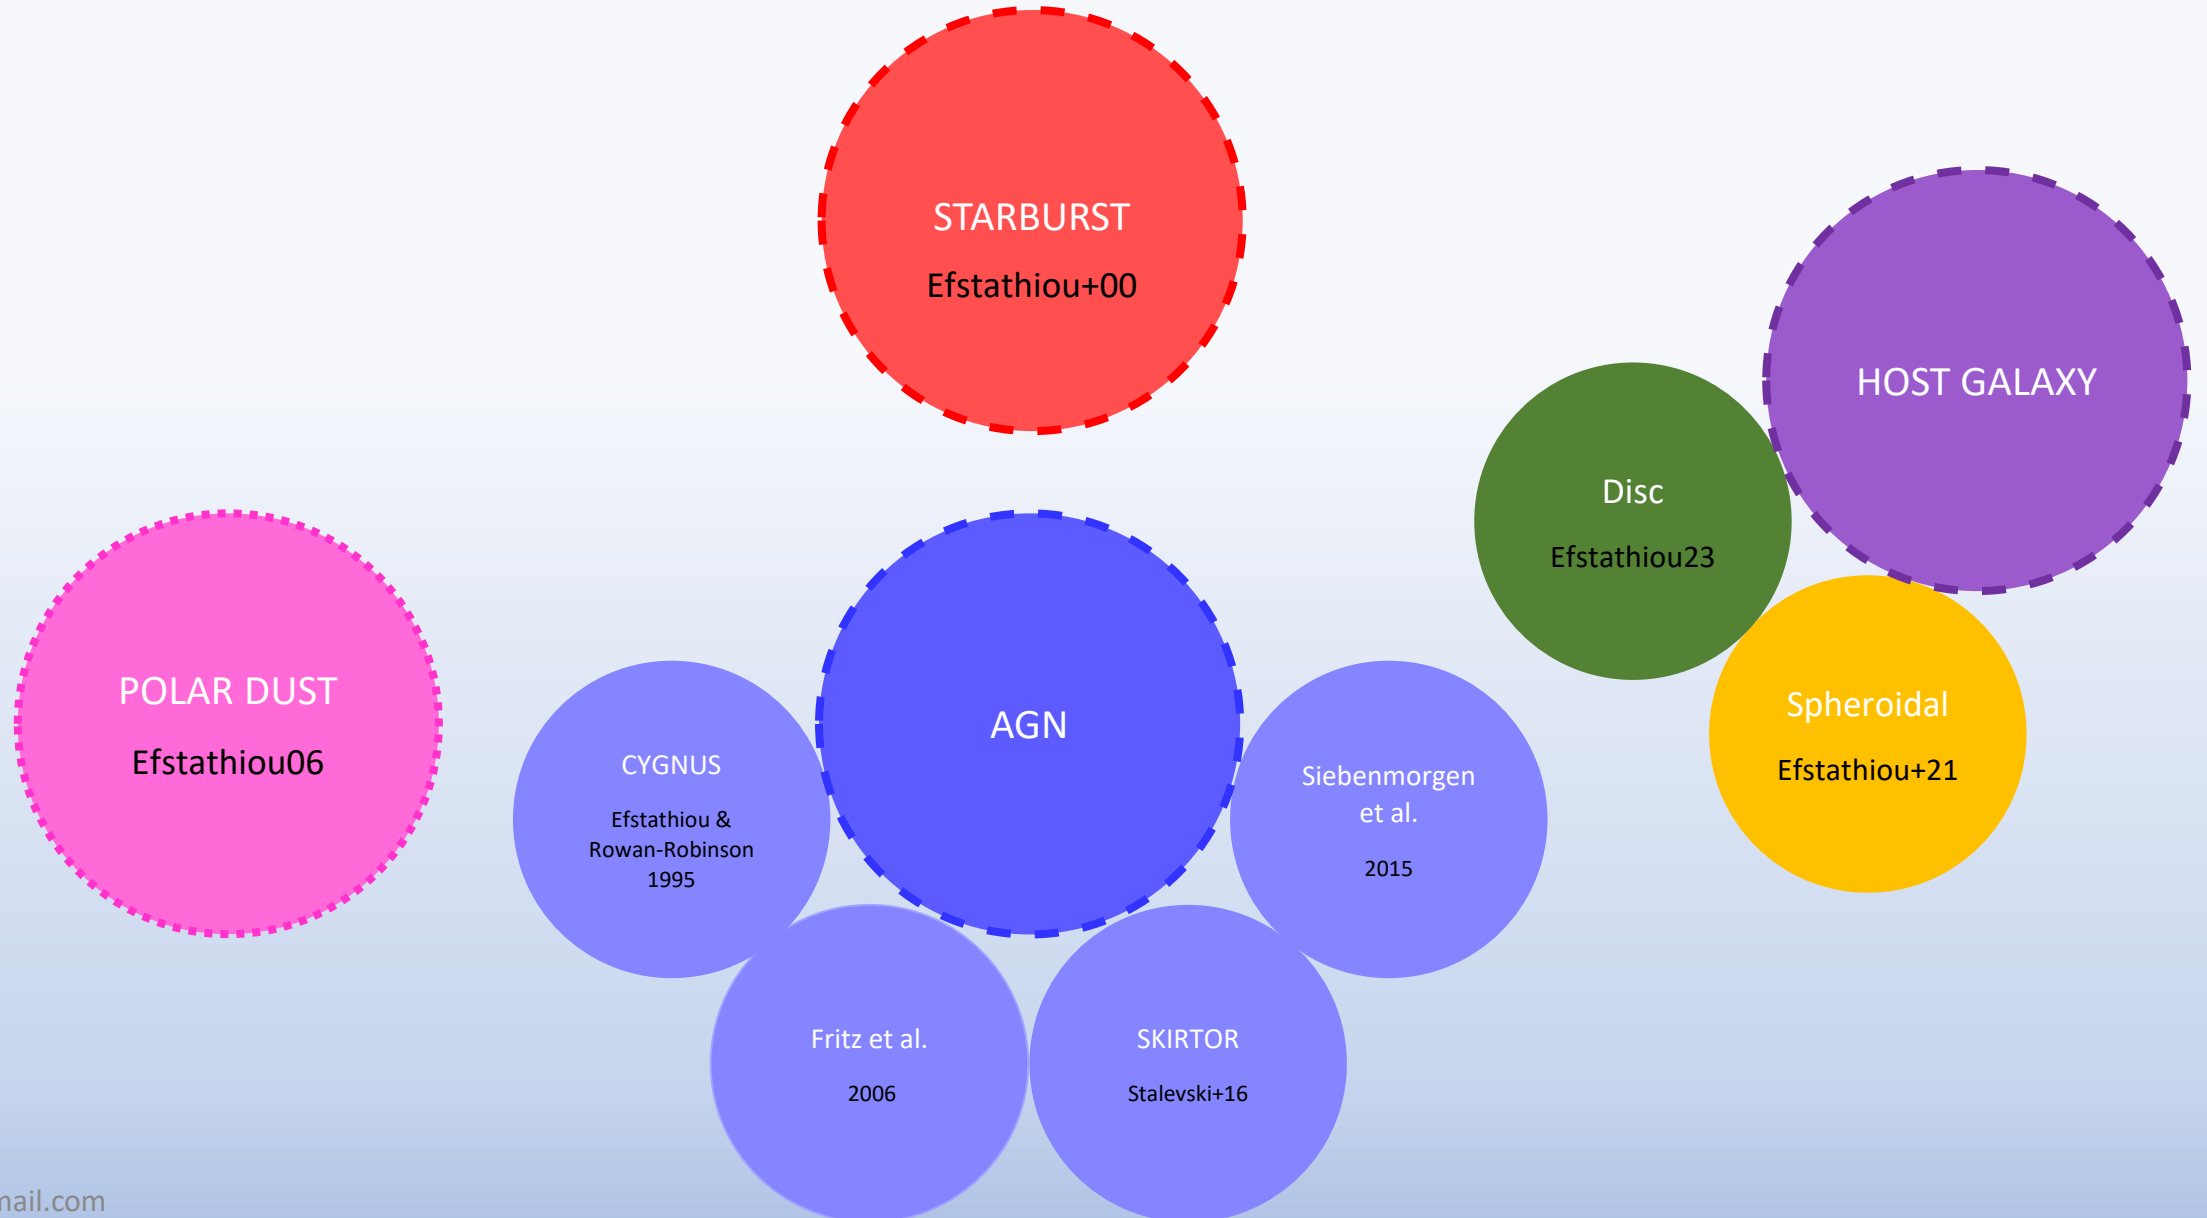 STARBURST
Efstathiou+00
HOST GALAXY
Disc
Efstathiou23
Spheroidal
Efstathiou+21
POLAR DUST
Efstathiou06
AGN
CYGNUS
Efstathiou &
Rowan-Robinson
1995
Siebenmorgen
et al.
2015
Fritz et al.
2006
SKIRTOR
Stalevski+16
mail.com